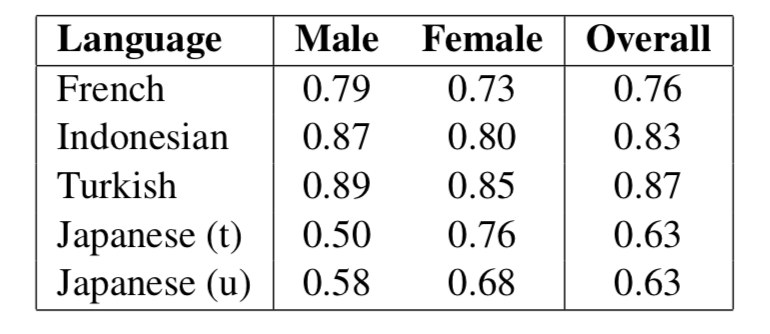 Language Male Female Overall
French 0.79 0.73 0.76
Indonesian 0.87 0.80 0.83
Turkish 0.89 0.85 0.87
Japanese (t) 0.50 0.76 0.63
Japanese (u) 0.58 0.68 0.63